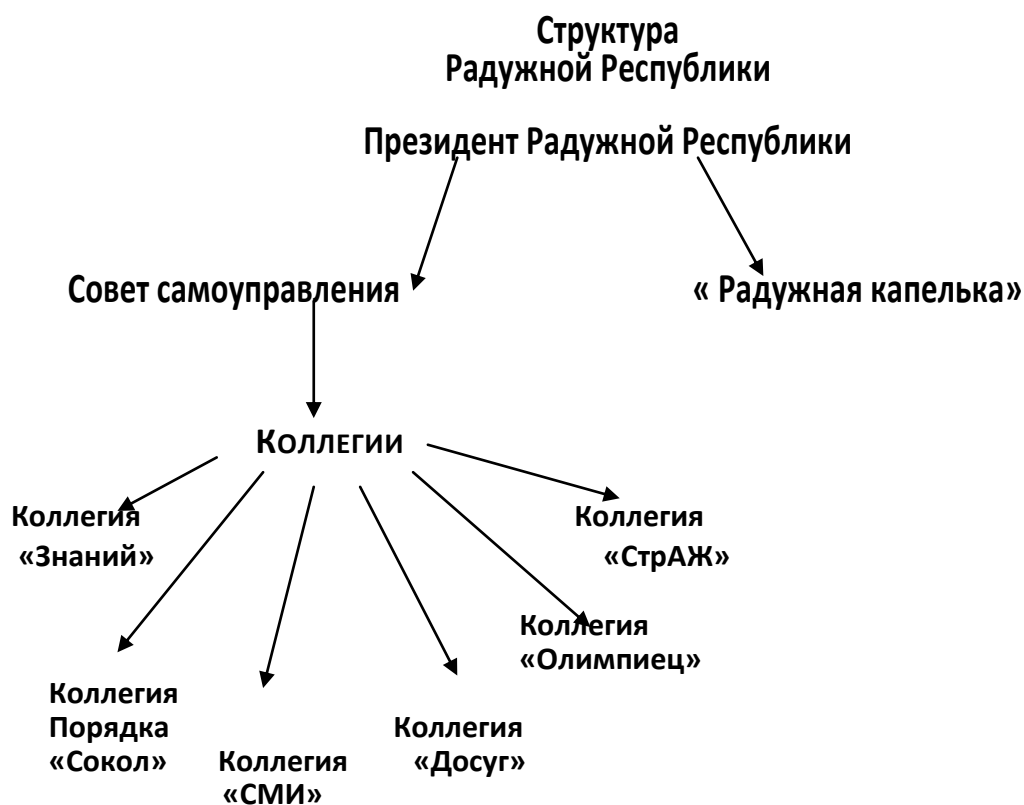 Структура
Радужной Республики
Президент Радужной Республики
Совет самоуправления
« Радужная капелька»
Коллегии
Коллегия
«Знаний»
Коллегия
«СтрАЖ»
Коллегия
«Олимпиец»
Коллегия
Порядка
«Сокол»
Коллегия
«СМИ»
Коллегия
«Досуг»